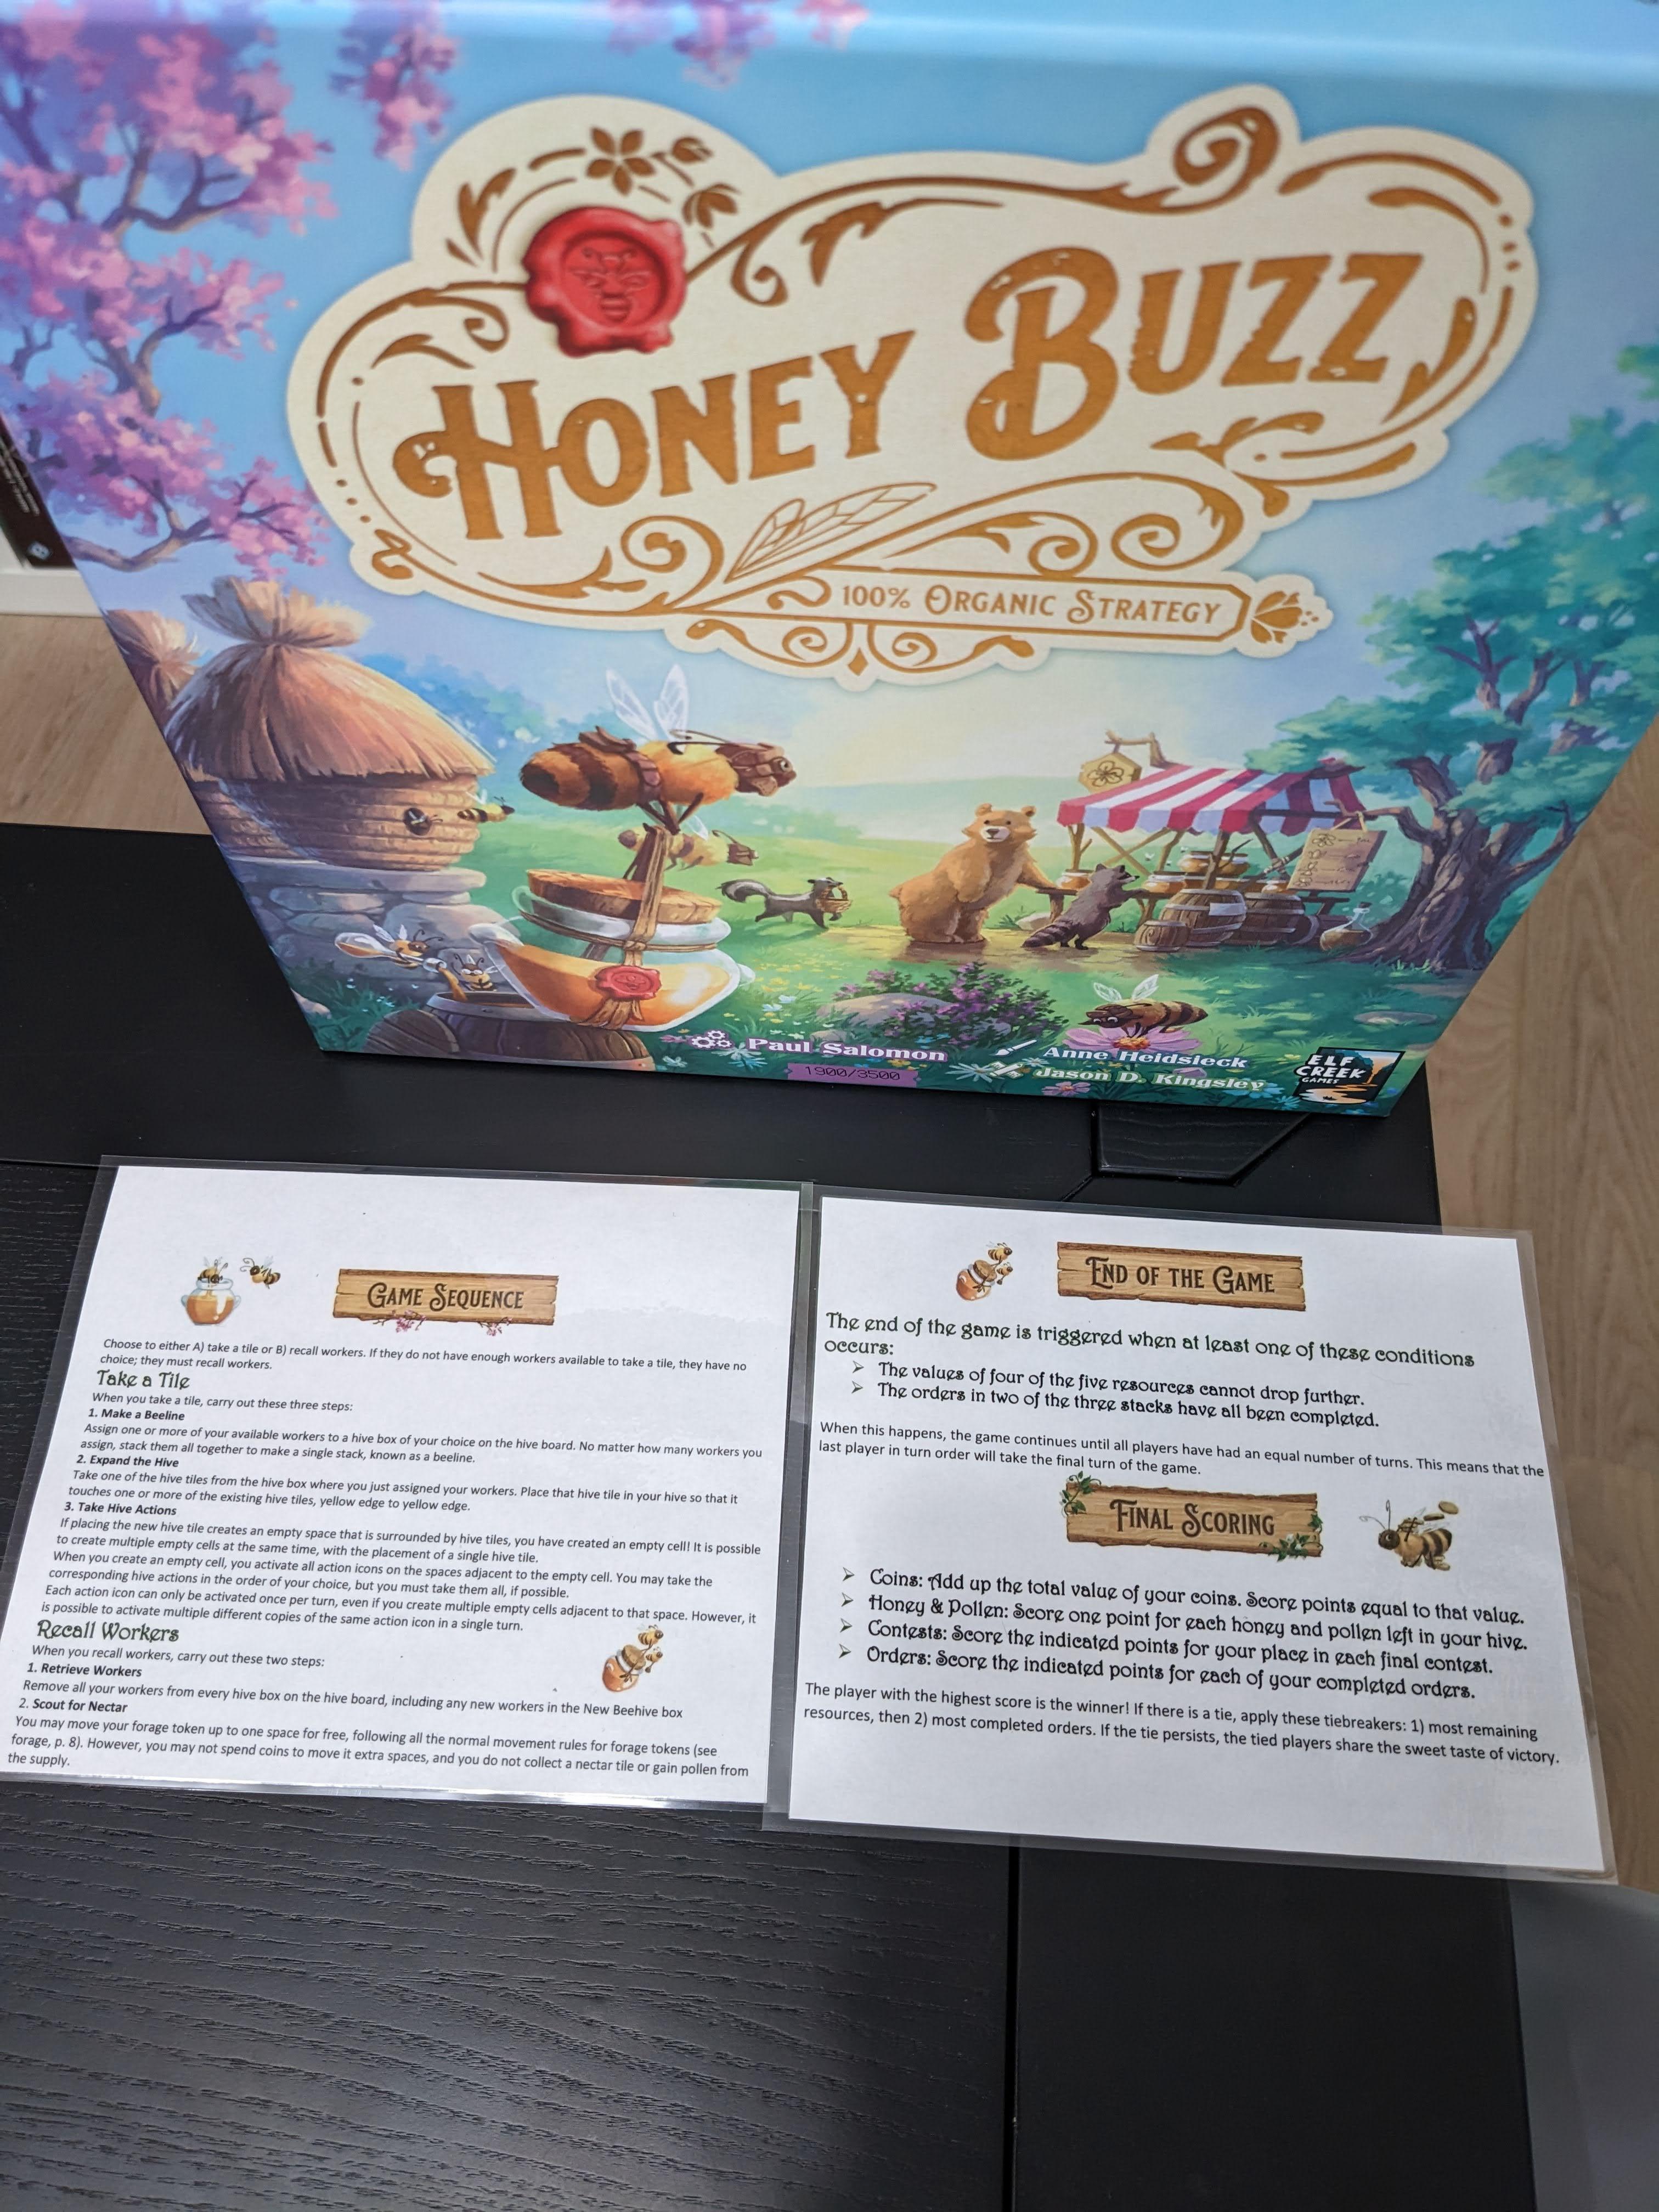 HONEY BUZZ
100% ORGANIC STRATEGY
Paul Salomon
1900/3500
Anne Heidsieck
Jason D. Kingsley
ELF
CREEK
GAMES
GAME SEQUENCE
Choose to either A) take a tile or B) recall workers. If they do not have enough workers available to take a tile, they have no
choice; they must recall workers.
Take a Tile
When you take a tile, carry out these three steps:
1. Make a Beeline
Assign one or more of your available workers to a hive box of your choice on the hive board. No matter how many workers you
assign, stack them all together to make a single stack, known as a beeline.
2. Expand the Hive
Take one of the hive tiles from the hive box where you just assigned your workers. Place that hive tile in your hive so that it
touches one or more of the existing hive tiles, yellow edge to yellow edge.
3. Take Hive Actions
If placing the new hive tile creates an empty space that is surrounded by hive tiles, you have created an empty cell! It is possible
to create multiple empty cells at the same time, with the placement of a single hive tile.
When you create an empty cell, you activate all action icons on the spaces adjacent to the empty cell. You may take the
corresponding hive actions in the order of your choice, but you must take them all, if possible.
Each action icon can only be activated once per turn, even if you create multiple empty cells adjacent to that space. However, it
is possible to activate multiple different copies of the same action icon in a single turn.
Recall Workers
When you recall workers, carry out these two steps:
1. Retrieve Workers
Remove all your workers from every hive box on the hive board, including any new workers in the New Beehive box
2. Scout for Nectar
You may move your forage token up to one space for free, following all the normal movement rules for forage tokens (see
forage, p. 8). However, you may not spend coins to move it extra spaces, and you do not collect a nectar tile or gain pollen from
the supply.
END OF THE GAME
The end of the game is triggered when at least one of these conditions
occurs:
➢ The values of four of the five resources cannot drop further.
➢ The orders in two of the three stacks have all been completed.
When this happens, the game continues until all players have had an equal number of turns. This means that the
last player in turn order will take the final turn of the game.
FINAL SCORING
➢ Coins: Add up the total value of your coins. Score points equal to that value.
➢ Honey & Pollen: Score one point for each honey and pollen left in your hive.
➢ Contests: Score the indicated points for your place in each final contest.
➢ Orders: Score the indicated points for each of your completed orders.
The player with the highest score is the winner! If there is a tie, apply these tiebreakers: 1) most remaining
resources, then 2) most completed orders. If the tie persists, the tied players share the sweet taste of victory.